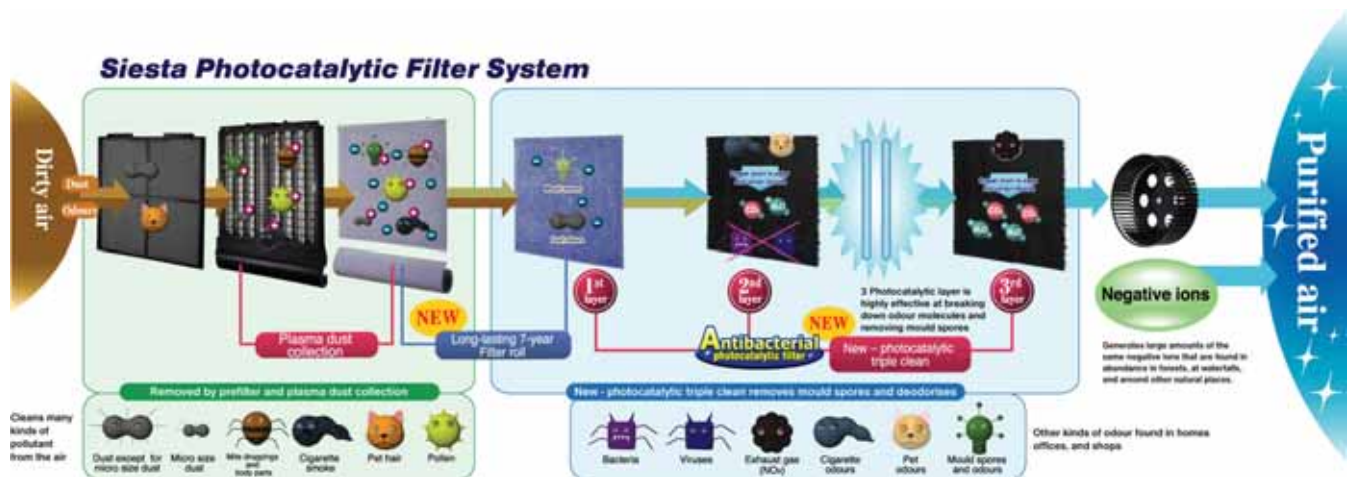 Siesta Photocatalytic Filter System
Dirty air
Dust
Odours
1st
layer
2nd
layer
3 Photocatalytic layer is
highly effective at breaking
down odour molecules and
removing mould spores
3rd
layer
Purified air
NEW
Plasma dust
collection
Long-lasting 7-year
Filter roll
Antibacterial
photocatalytic filter
NEW
New - photocatalytic
triple clean
Negative ions
Generates large amounts of the
same negative ions that are found in
abundance in forests, at waterfalls,
and around other natural places.
Removed by prefilter and plasma dust collection
New - photocatalytic triple clean removes mould spores and deodorises
Cleans many
kinds of
pollutant
from the air
Dust except for
micro size dust
Micro size
dust
Mite droppings
and
body parts
Cigarette
smoke
Pet hair
Pollen
Bacteria
Viruses
Exhaust gas
(NOx)
Cigarette
odours
Pet
odours
Mould spores
and odours
Other kinds of odour found in homes
offices, and shops